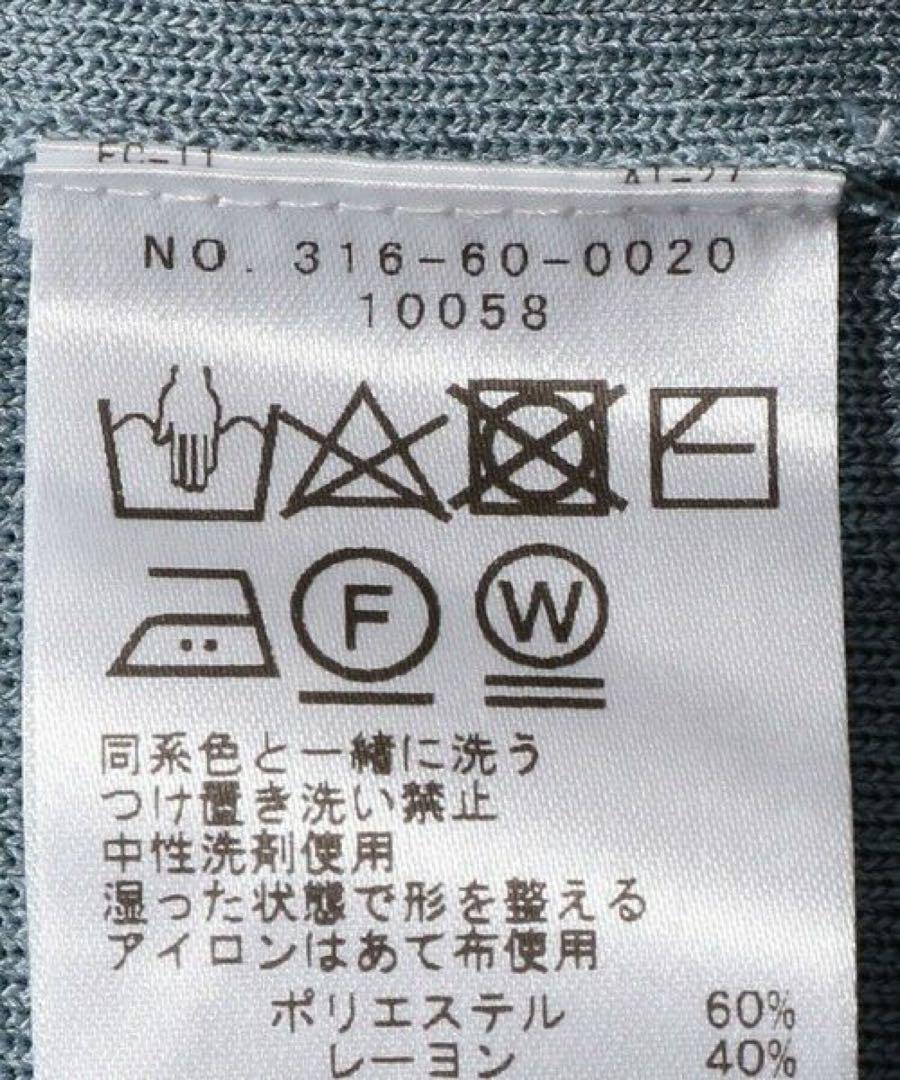 NO. 316-60-0020
10058
F W
同系色と一緒に洗う
つけ置き洗い禁止
中性洗剤使用
湿った状態で形を整える
アイロンはあて布使用
ポリエステル 60%
レーヨン 40%